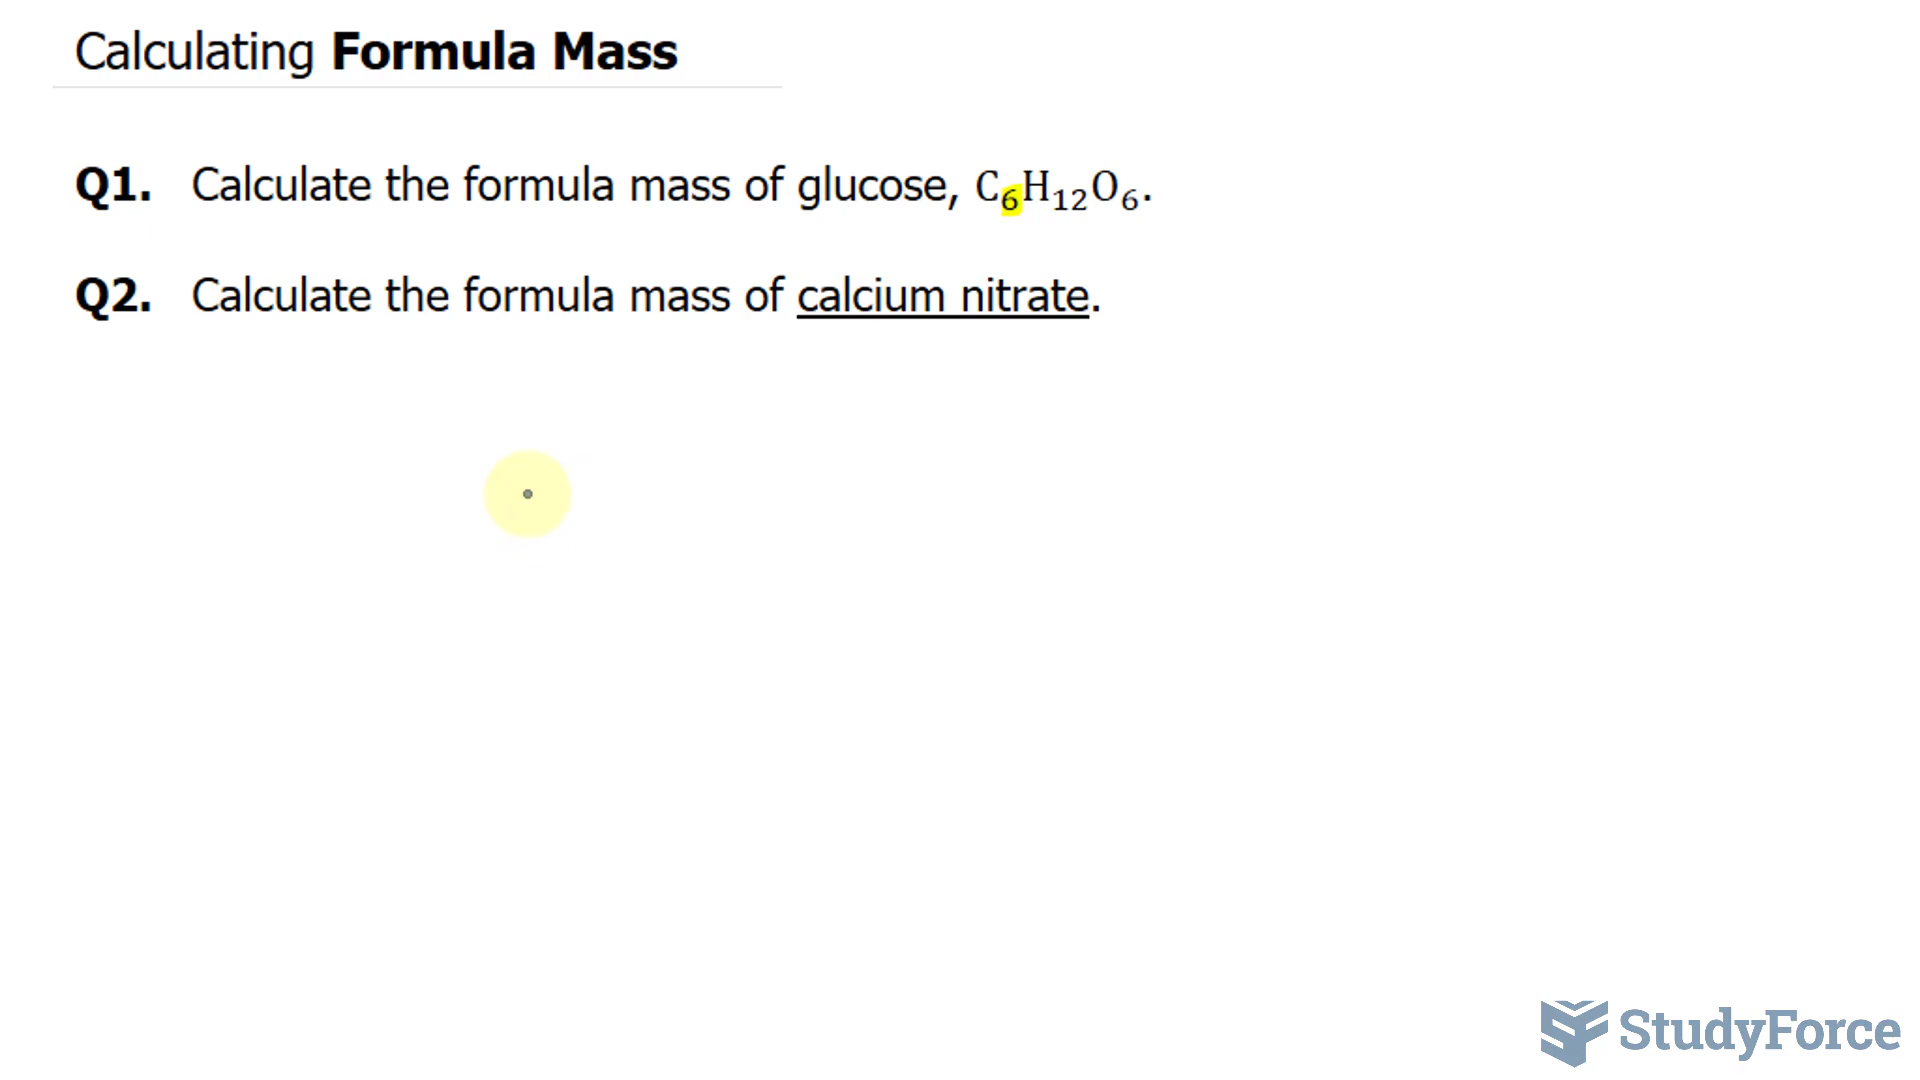 Calculating Formula Mass
Q1. Calculate the formula mass of glucose, C₆H₁₂O₆.
Q2. Calculate the formula mass of calcium nitrate.
StudyForce